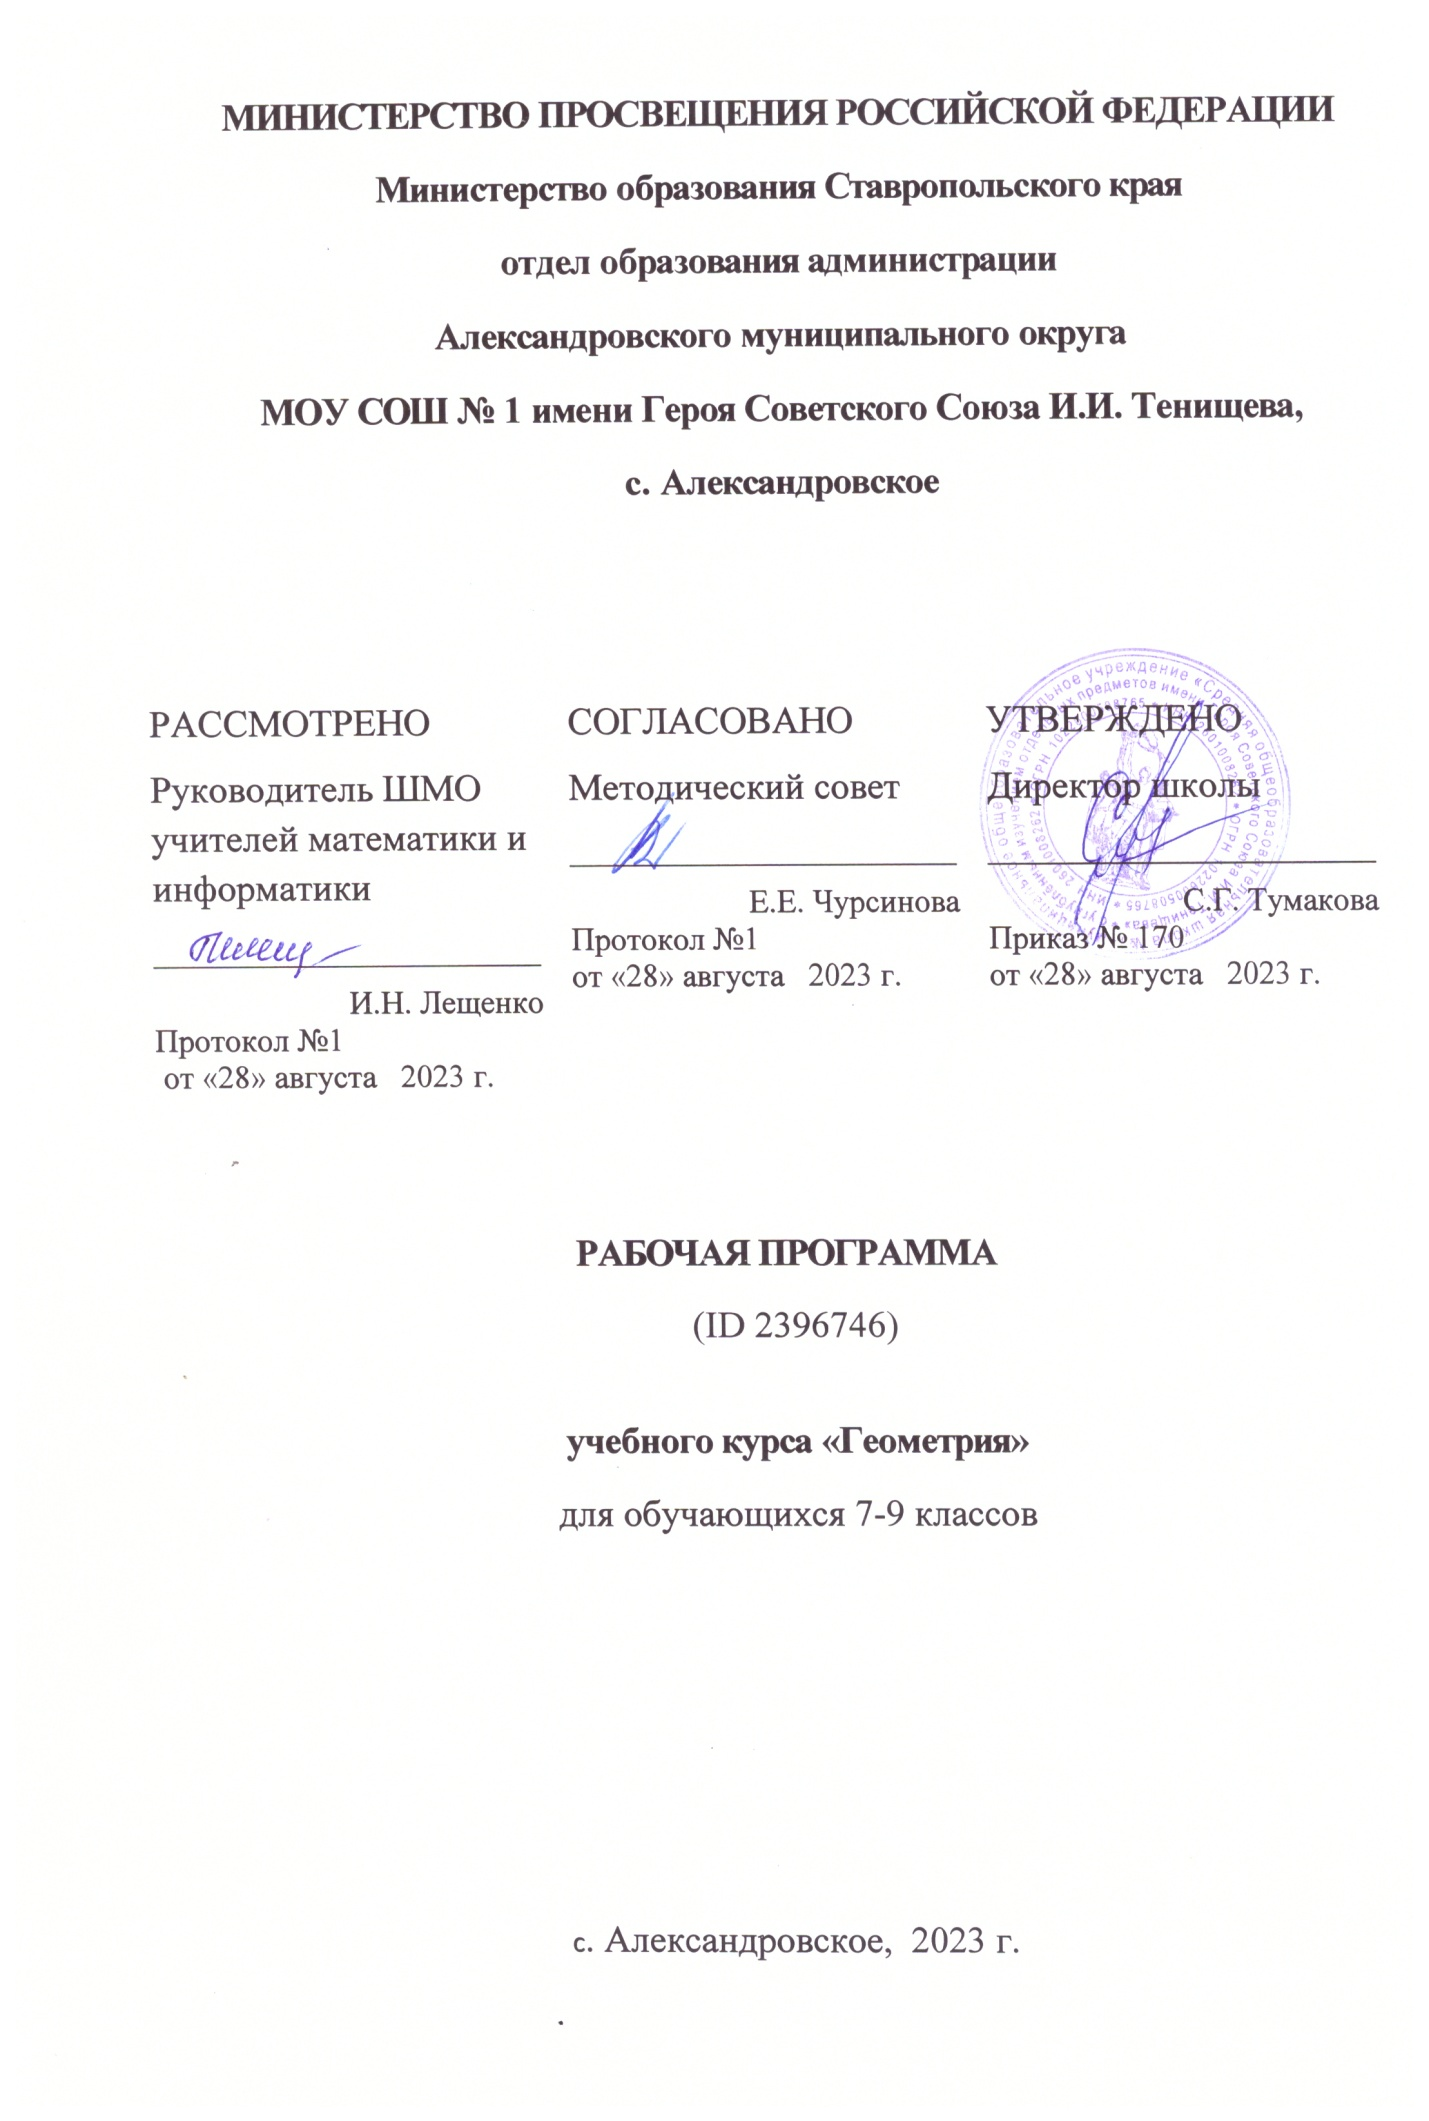 МИНИСТЕРСТВО ПРОСВЕЩЕНИЯ РОССИЙСКОЙ ФЕДЕРАЦИИ
Министерство образования Ставропольского края
отдел образования администрации
Александровского муниципального округа
МОУ СОШ № 1 имени Героя Советского Союза И.И. Тенищева,
с. Александровское
РАССМОТРЕНО
Руководитель ШМО
учителей математики и
информатики
И.Н. Лещенко
Протокол №1
от «28» августа 2023 г.
СОГЛАСОВАНО
Методический совет
Е.Е. Чурсинова
Протокол №1
от «28» августа 2023 г.
УТВЕРЖДЕНО
Директор школы
С.Г. Тумакова
Приказ № 170
от «28» августа 2023 г.
РАБОЧАЯ ПРОГРАММА
(ID 2396746)
учебного курса «Геометрия»
для обучающихся 7-9 классов
с. Александровское, 2023 г.